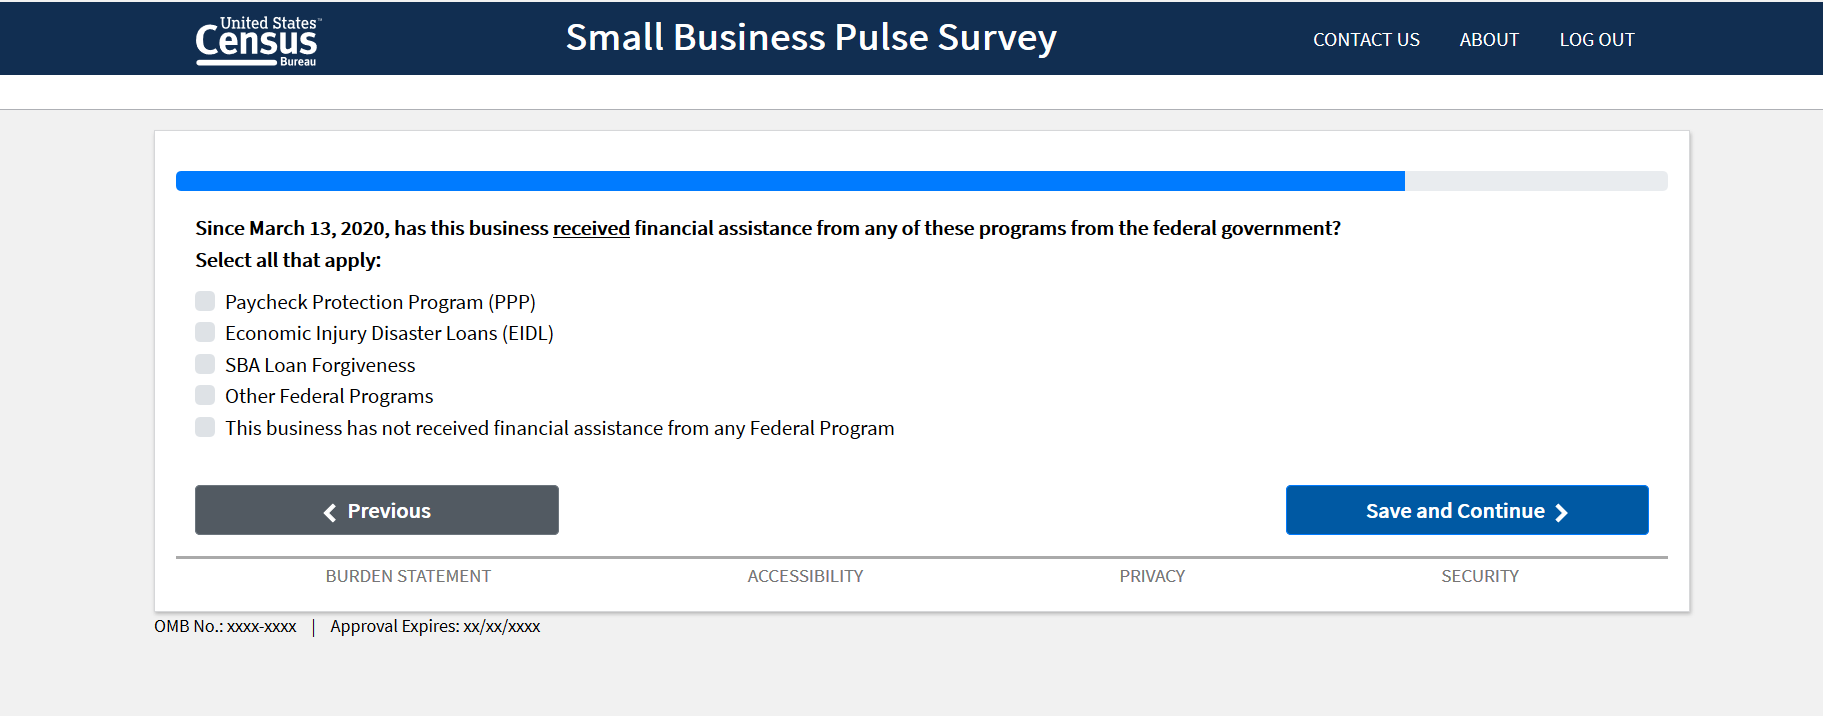 United States™
Census
Bureau
Small Business Pulse Survey
CONTACT US ABOUT LOG OUT
Since March 13, 2020, has this business received financial assistance from any of these programs from the federal government?
Select all that apply:
Paycheck Protection Program (PPP)
Economic Injury Disaster Loans (EIDL)
SBA Loan Forgiveness
Other Federal Programs
This business has not received financial assistance from any Federal Program
Previous
Save and Continue
BURDEN STATEMENT ACCESSIBILITY PRIVACY SECURITY
OMB No.: xxxx-xxxx | Approval Expires: xx/xx/xxxx